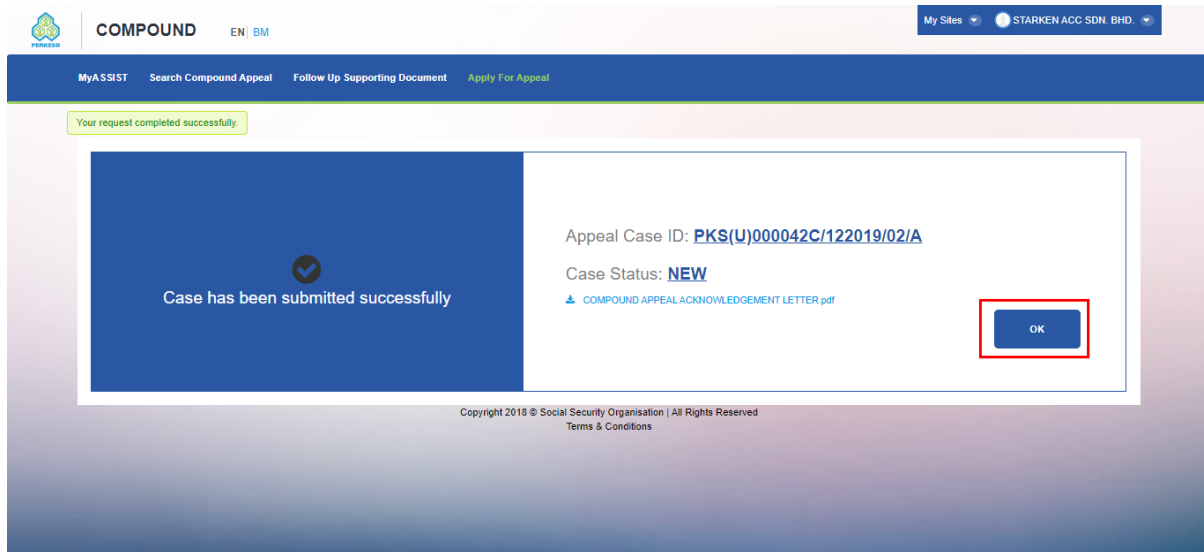 PERKESO
COMPOUND
EN| BM
My Sites
STARKEN ACC SDN. BHD.
MyASSIST
Search Compound Appeal
Follow Up Supporting Document
Apply For Appeal
Your request completed successfully.
Case has been submitted successfully
Appeal Case ID: PKS(U)000042C/122019/02/A
Case Status: NEW
COMPOUND APPEAL ACKNOWLEDGEMENT LETTER.pdf
OK
Copyright 2018 © Social Security Organisation | All Rights Reserved
Terms & Conditions